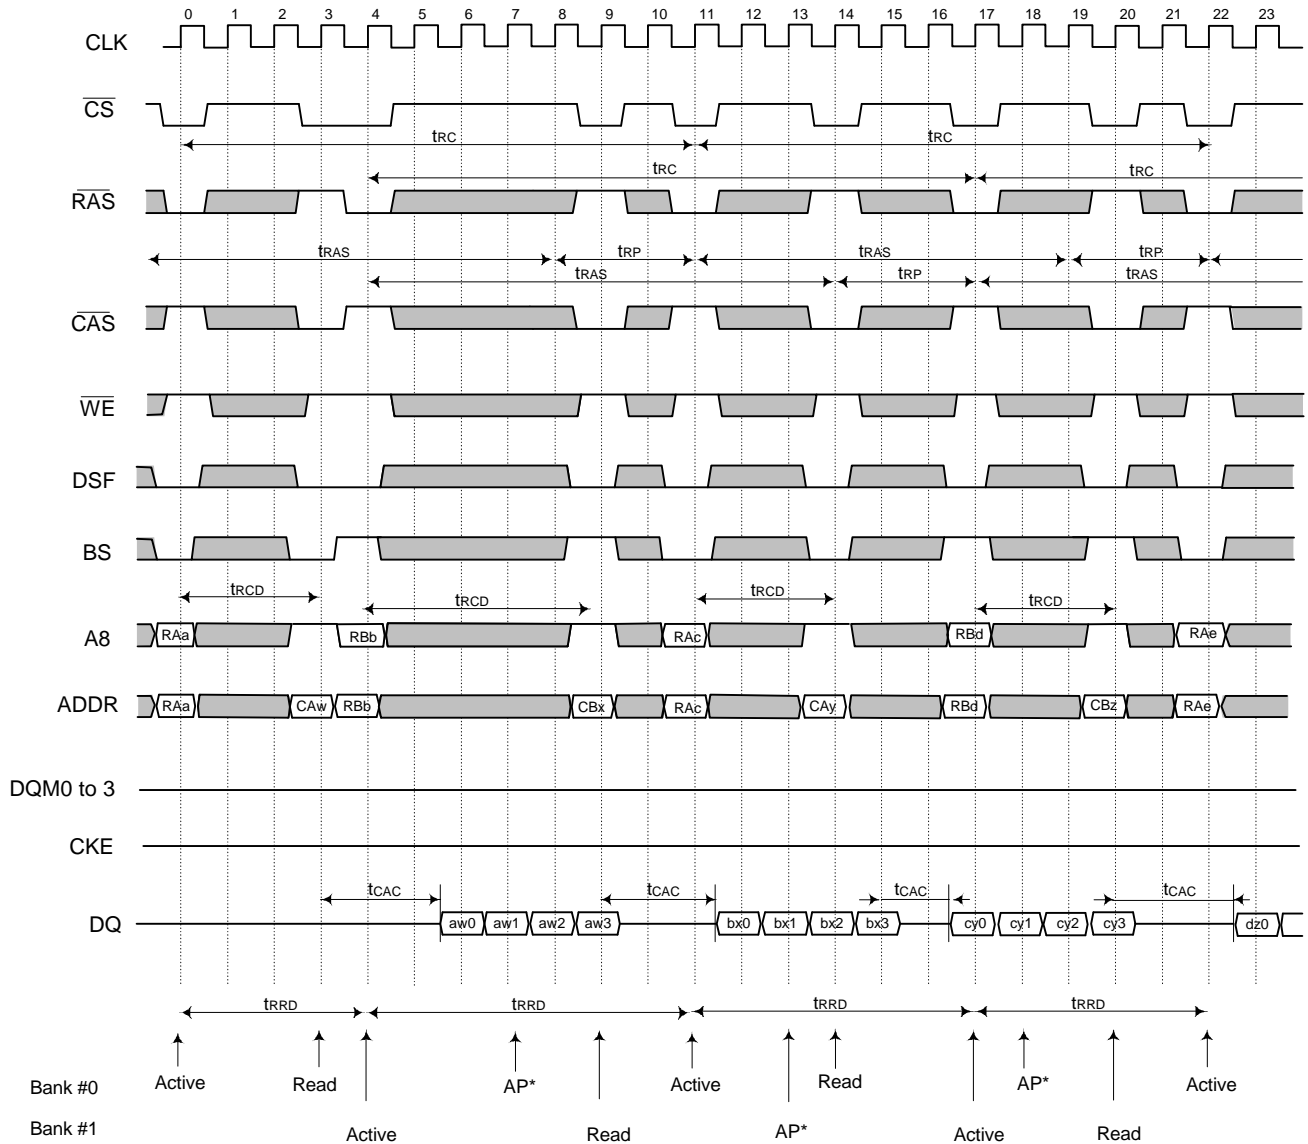 0 1 2 3 4 5 6 7 8 9 10 11 12 13 14 15 16 17 18 19 20 21 22 23
CLK
CS
tRC tRC
tRC tRC
RAS
tRAS tRP tRAS tRP
tRAS tRP tRAS
CAS
WE
DSF
BS
tRCD tRCD tRCD tRCD
A8 RAa RBb RAc RBd RAe
ADDR RAa CAw RBb CBx RAc CAy RBd CBz RAe
DQM0 to 3
CKE
tCAC tCAC tCAC tCAC
DQ aw0 aw1 aw2 aw3 bx0 bx1 bx2 bx3 cy0 cy1 cy2 cy3 dz0
tRRD tRRD tRRD tRRD
Bank #0 Active Read AP* Active Read AP* Active
Bank #1 Active Read AP* Active Read